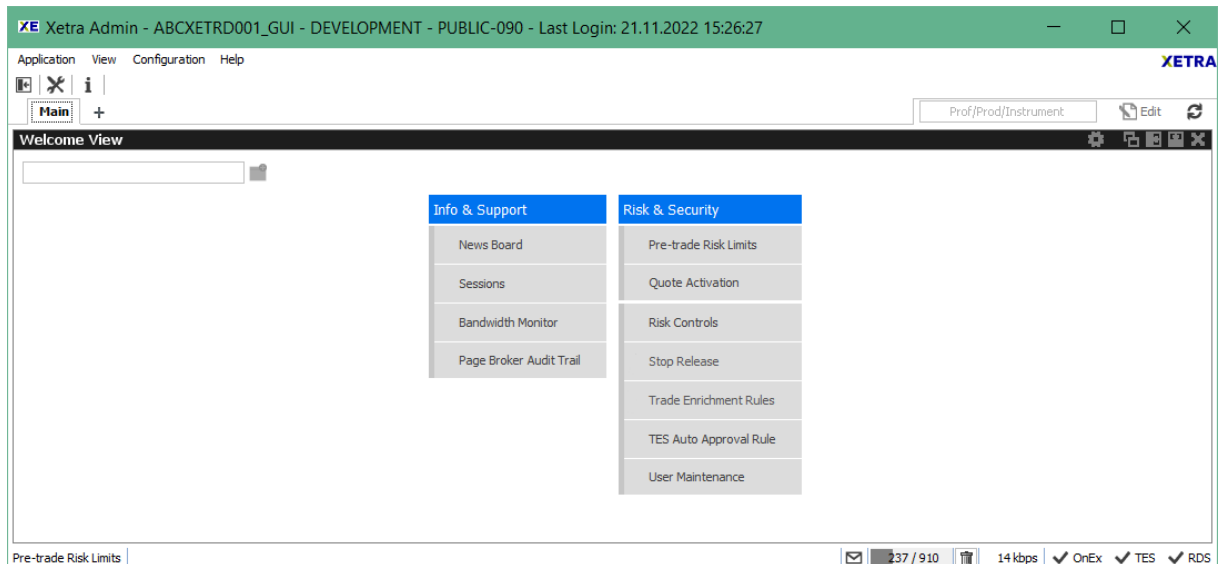 XE Xetra Admin - ABCXETRD001_GUI - DEVELOPMENT - PUBLIC-090 - Last Login: 21.11.2022 15:26:27
Application View Configuration Help
XETRA
Main +
Prof/Prod/Instrument Edit
Welcome View
Info & Support
News Board
Sessions
Bandwidth Monitor
Page Broker Audit Trail
Risk & Security
Pre-trade Risk Limits
Quote Activation
Risk Controls
Stop Release
Trade Enrichment Rules
TES Auto Approval Rule
User Maintenance
Pre-trade Risk Limits 237 / 910 14 kbps OnEx TES RDS